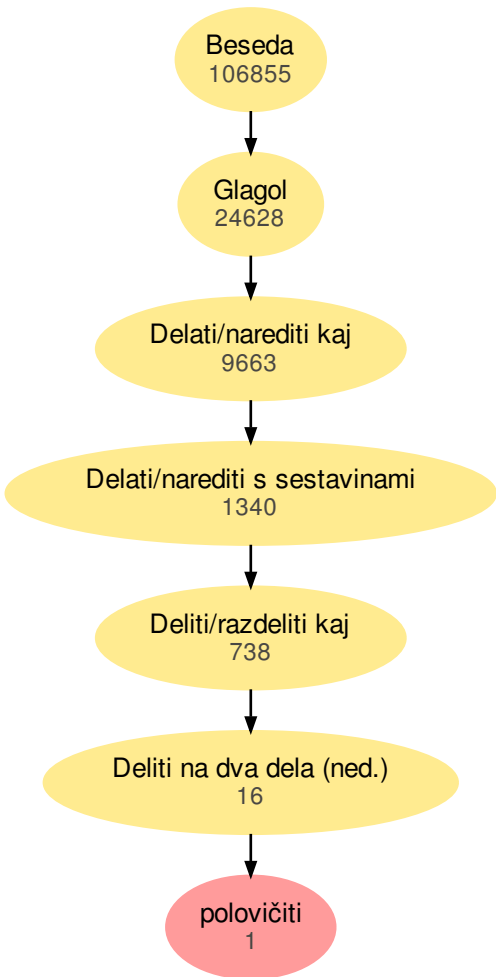 Beseda
106855
Glagol
24628
Delati/narediti kaj
9663
Delati/narediti s sestavinami
1340
Deliti/razdeliti kaj
738
Deliti na dva dela (ned.)
16
polovičiti
1